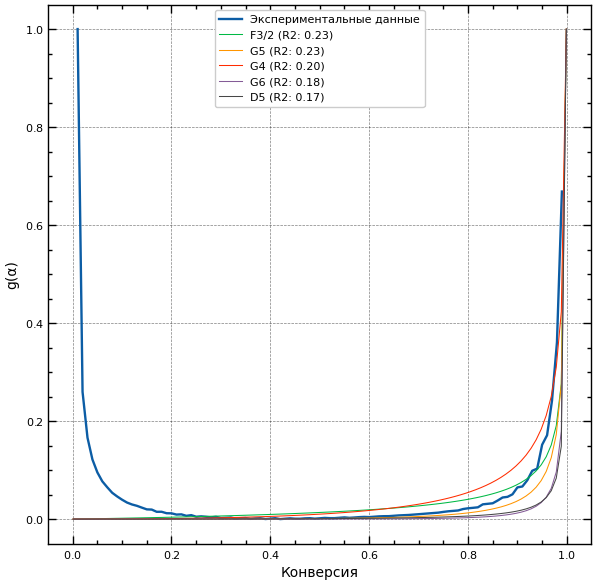 Экспериментальные данные
F3/2 (R2: 0.23)
G5 (R2: 0.23)
G4 (R2: 0.20)
G6 (R2: 0.18)
D5 (R2: 0.17)
1.0
0.8
0.6
0.4
0.2
0.0
g(α)
0.0 0.2 0.4 0.6 0.8 1.0
Конверсия